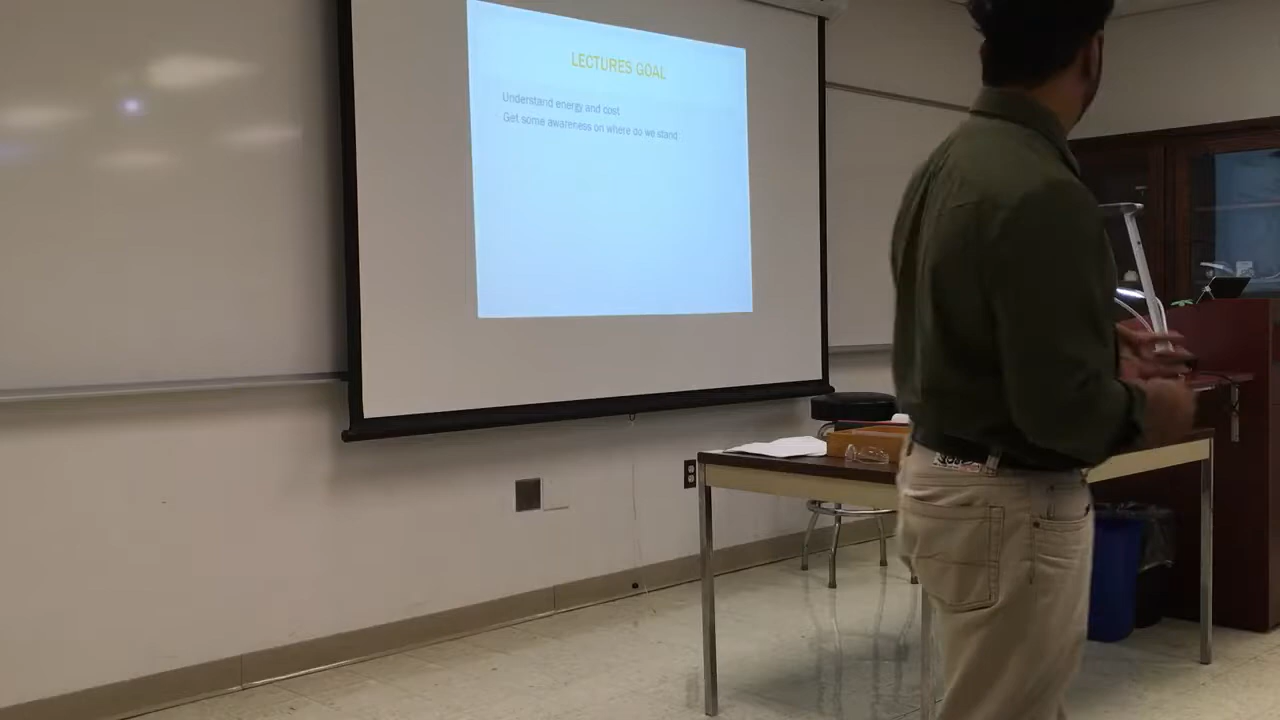 LECTURES GOAL
Understand energy and cost
Get some awareness on where do we stand